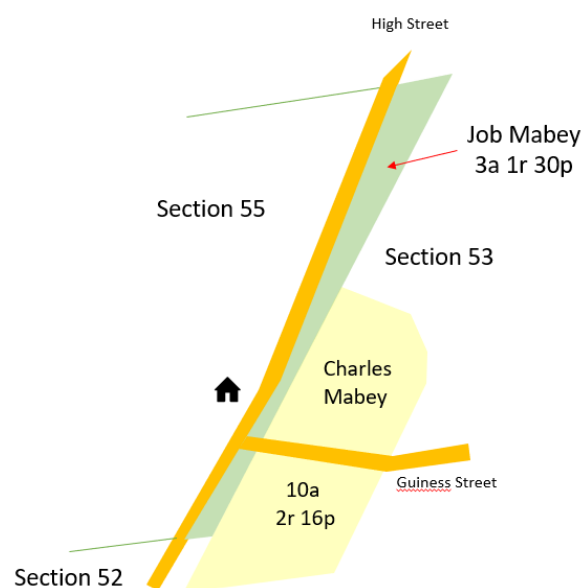 High Street
Job Mabey
3a 1r 30p
Section 55
Section 53
Charles
Mabey
Guiness Street
10a
2r 16p
Section 52